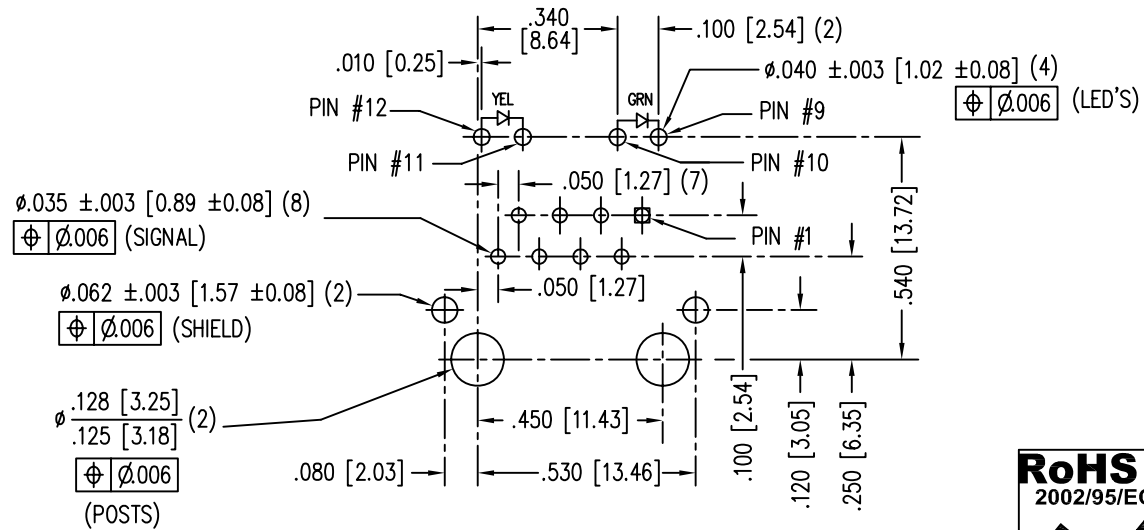 .340
[8.64]
.100 [2.54] (2)
.010 [0.25]
ø.040 ±.003 [1.02 ±0.08] (4)
⌖ Ø.006 (LED'S)
PIN #12
YEL
GRN
PIN #9
PIN #11
PIN #10
.050 [1.27] (7)
ø.035 ±.003 [0.89 ±0.08] (8)
⌖ Ø.006 (SIGNAL)
PIN #1
.540 [13.72]
.050 [1.27]
ø.062 ±.003 [1.57 ±0.08] (2)
⌖ Ø.006 (SHIELD)
ø .128 [3.25]
.125 [3.18] (2)
⌖ Ø.006
(POSTS)
.450 [11.43]
.080 [2.03]
.530 [13.46]
.100 [2.54]
.120 [3.05]
.250 [6.35]
RoHS
2002/95/E